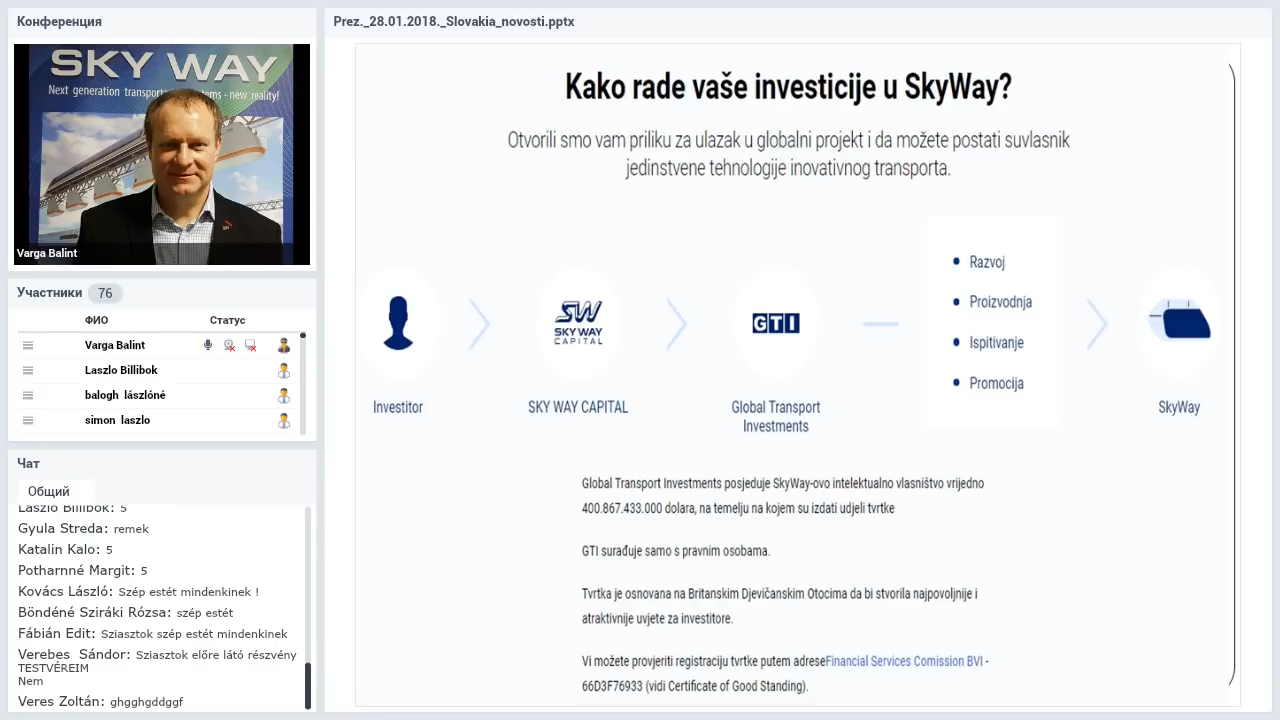 Конференция
SKY WAY
Next generation transport
ems - new reality!
Varga Balint
Участники 76
ФИО Статус
Varga Balint
Laszlo Billibok
balogh lászlóné
simon laszlo
Чат
Общий
Laszlo Billibok: 5
Gyula Streda: remek
Katalin Kalo: 5
Potharnné Margit: 5
Kovács László: Szép estét mindenkinek !
Böndéné Sziráki Rózsa: szép estét
Fábián Edit: Sziasztok szép estét mindenkinek
Verebes Sándor: Sziasztok előre látó részvény
TESTVÉREIM
Nem
Veres Zoltán: ghgghgddggf
Prez._28.01.2018._Slovakia_novosti.pptx
Kako rade vaše investicije u SkyWay?
Otvorili smo vam priliku za ulazak u globalni projekt i da možete postati suvlasnik
jedinstvene tehnologije inovativnog transporta.
SW
SKY WAY
CAPITAL
GTI
Razvoj
Proizvodnja
Ispitivanje
Promocija
Investitor
SKY WAY CAPITAL
Global Transport
Investments
SkyWay
Global Transport Investments posjeduje SkyWay-ovo intelektualno vlasništvo vrijedno
400.867.433.000 dolara, na temelju na kojem su izdati udjeli tvrtke
GTI surađuje samo s pravnim osobama.
Tvrtka je osnovana na Britanskim Djevičanskim Otocima da bi stvorila najpovoljnije i
atraktivnije uvjete za investitore.
Vi možete provjeriti registraciju tvrtke putem adreseFinancial Services Comission BVI -
66D3F76933 (vidi Certificate of Good Standing).